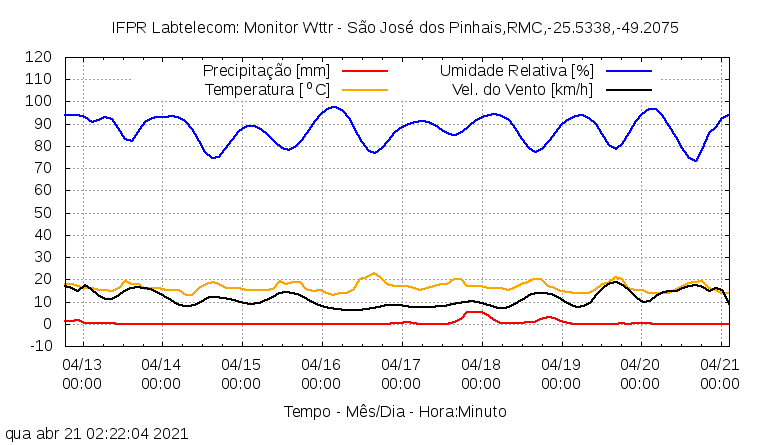 IFPR Labtelecom: Monitor Wttr - São José dos Pinhais,RMC,-25.5338,-49.2075
Precipitação [mm]
Umidade Relativa [%]
Temperatura [ ⁰C]
Vel. do Vento [km/h]
120
110
100
90
80
70
60
50
40
30
20
10
0
-10
04/13 04/14 04/15 04/16 04/17 04/18 04/19 04/20 04/21
00:00 00:00 00:00 00:00 00:00 00:00 00:00 00:00 00:00
Tempo - Mês/Dia - Hora:Minuto
qua abr 21 02:22:04 2021